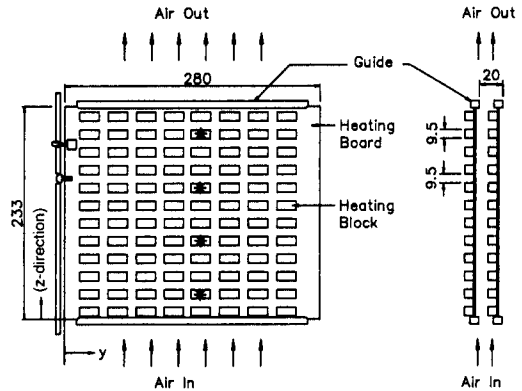 Air Out
Air Out
280
Guide
20
Heating
Board
9.5
9.5
Heating
Block
233
(z-direction)
y
Air In
Air In